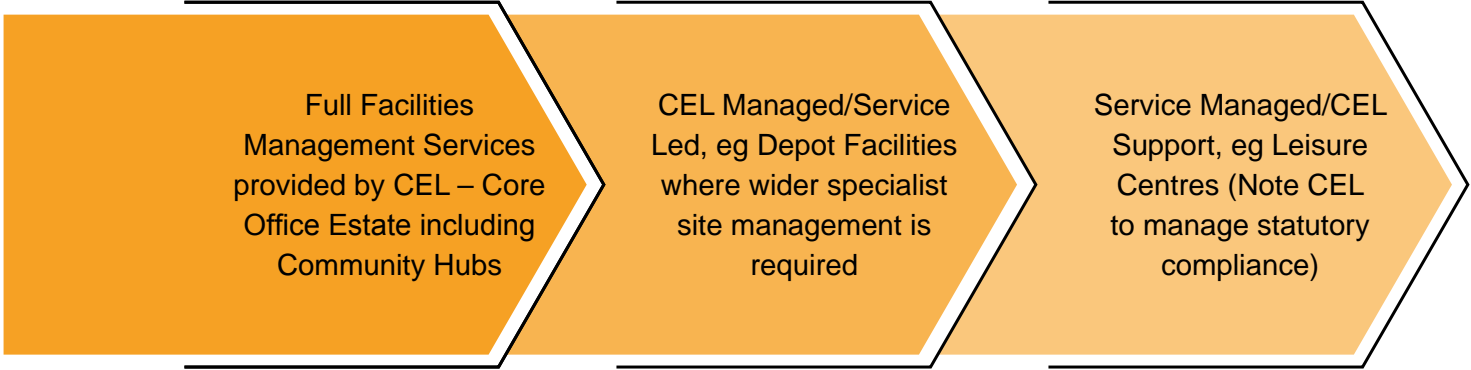 Full Facilities
Management Services
provided by CEL – Core
Office Estate including
Community Hubs
CEL Managed/Service
Led, eg Depot Facilities
where wider specialist
site management is
required
Service Managed/CEL
Support, eg Leisure
Centres (Note CEL
to manage statutory
compliance)